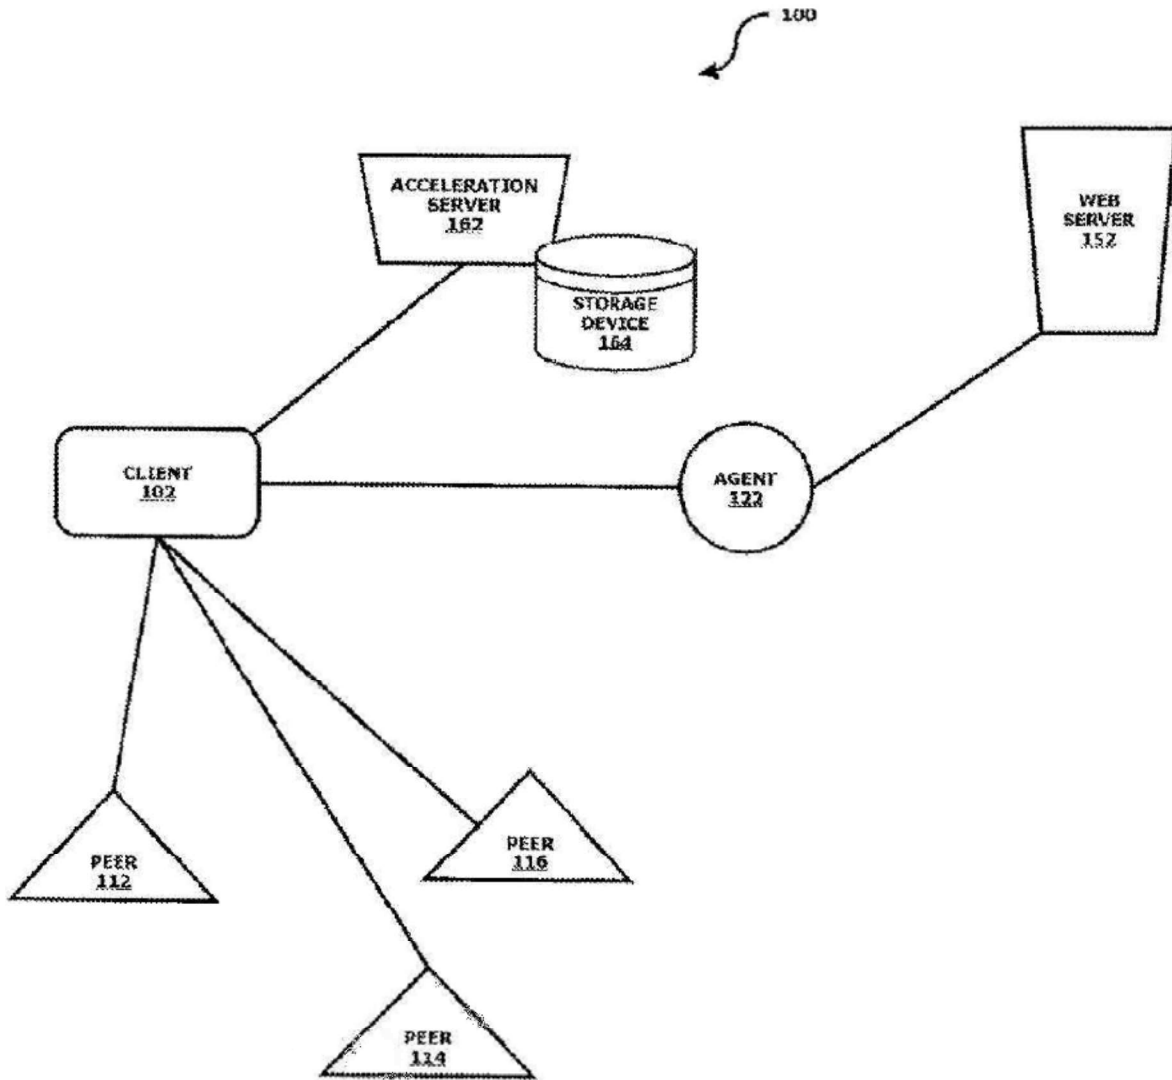 100
ACCELERATION
SERVER
162
WEB
SERVER
152
STORAGE
DEVICE
164
CLIENT
102
AGENT
122
PEER
116
PEER
112
PEER
114